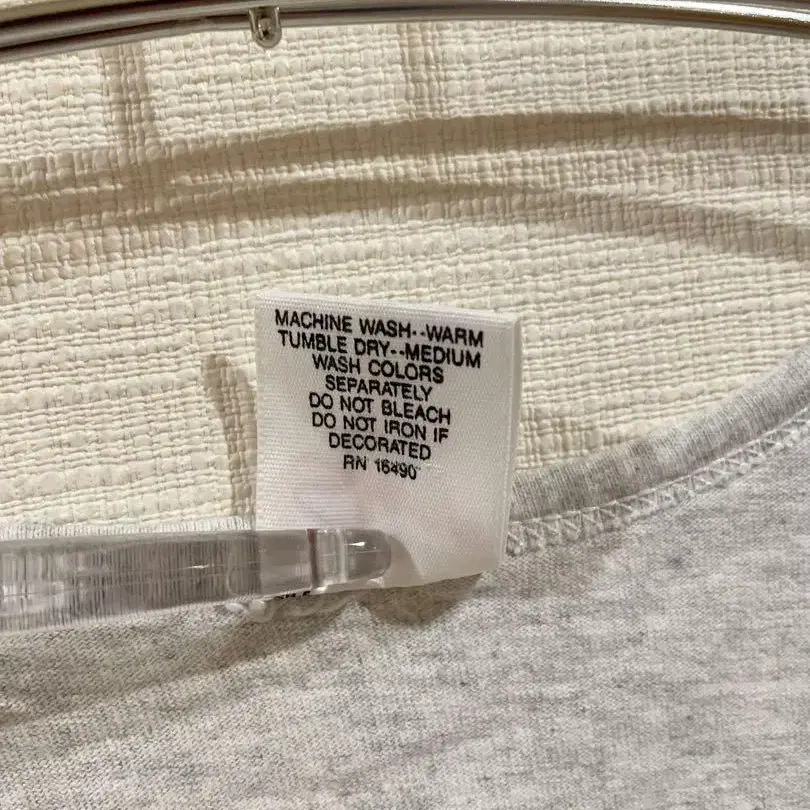 MACHINE WASH--WARM
TUMBLE DRY--MEDIUM
WASH COLORS
SEPARATELY
DO NOT BLEACH
DO NOT IRON IF
DECORATED
RN 16490